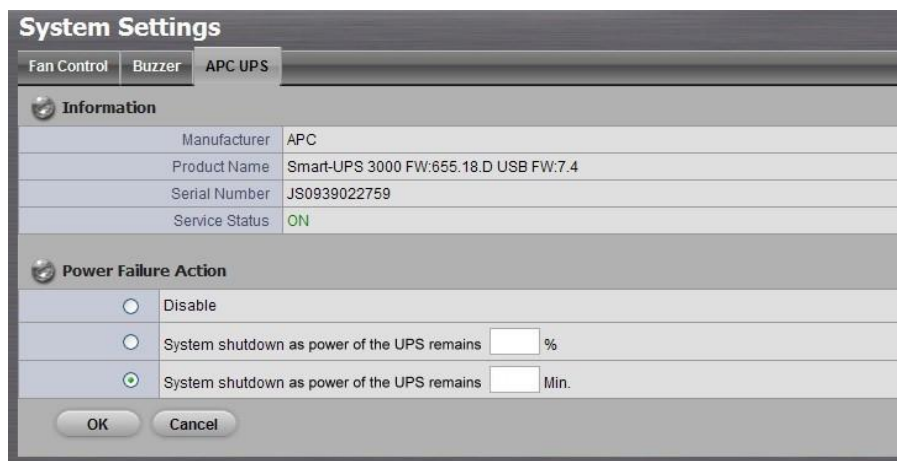 System Settings
Fan Control Buzzer APC UPS
Information
Manufacturer APC
Product Name Smart-UPS 3000 FW:655.18.D USB FW:7.4
Serial Number JS0939022759
Service Status ON
Power Failure Action
Disable
System shutdown as power of the UPS remains %
System shutdown as power of the UPS remains Min.
OK Cancel